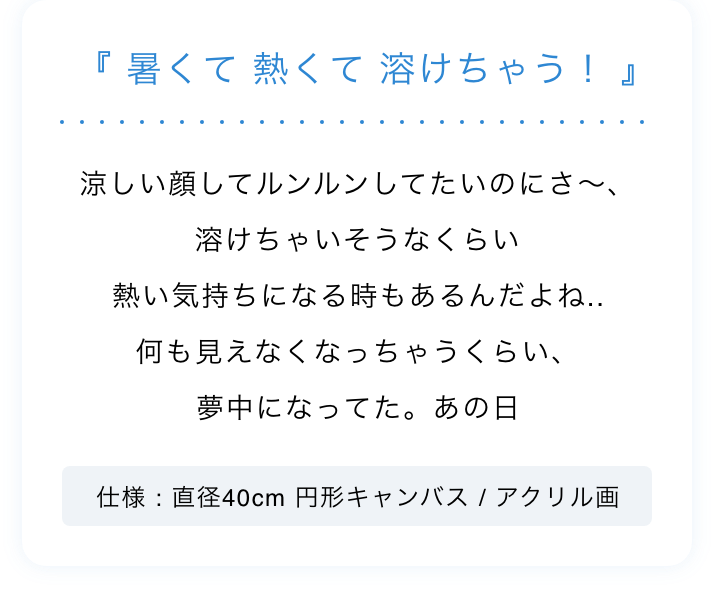 『 暑くて 熱くて 溶けちゃう！ 』
涼しい顔してルンルンしてたいのにさ〜、
溶けちゃいそうなくらい
熱い気持ちになる時もあるんだよね..
何も見えなくなっちゃうくらい、
夢中になってた。あの日
仕様：直径40cm 円形キャンバス / アクリル画